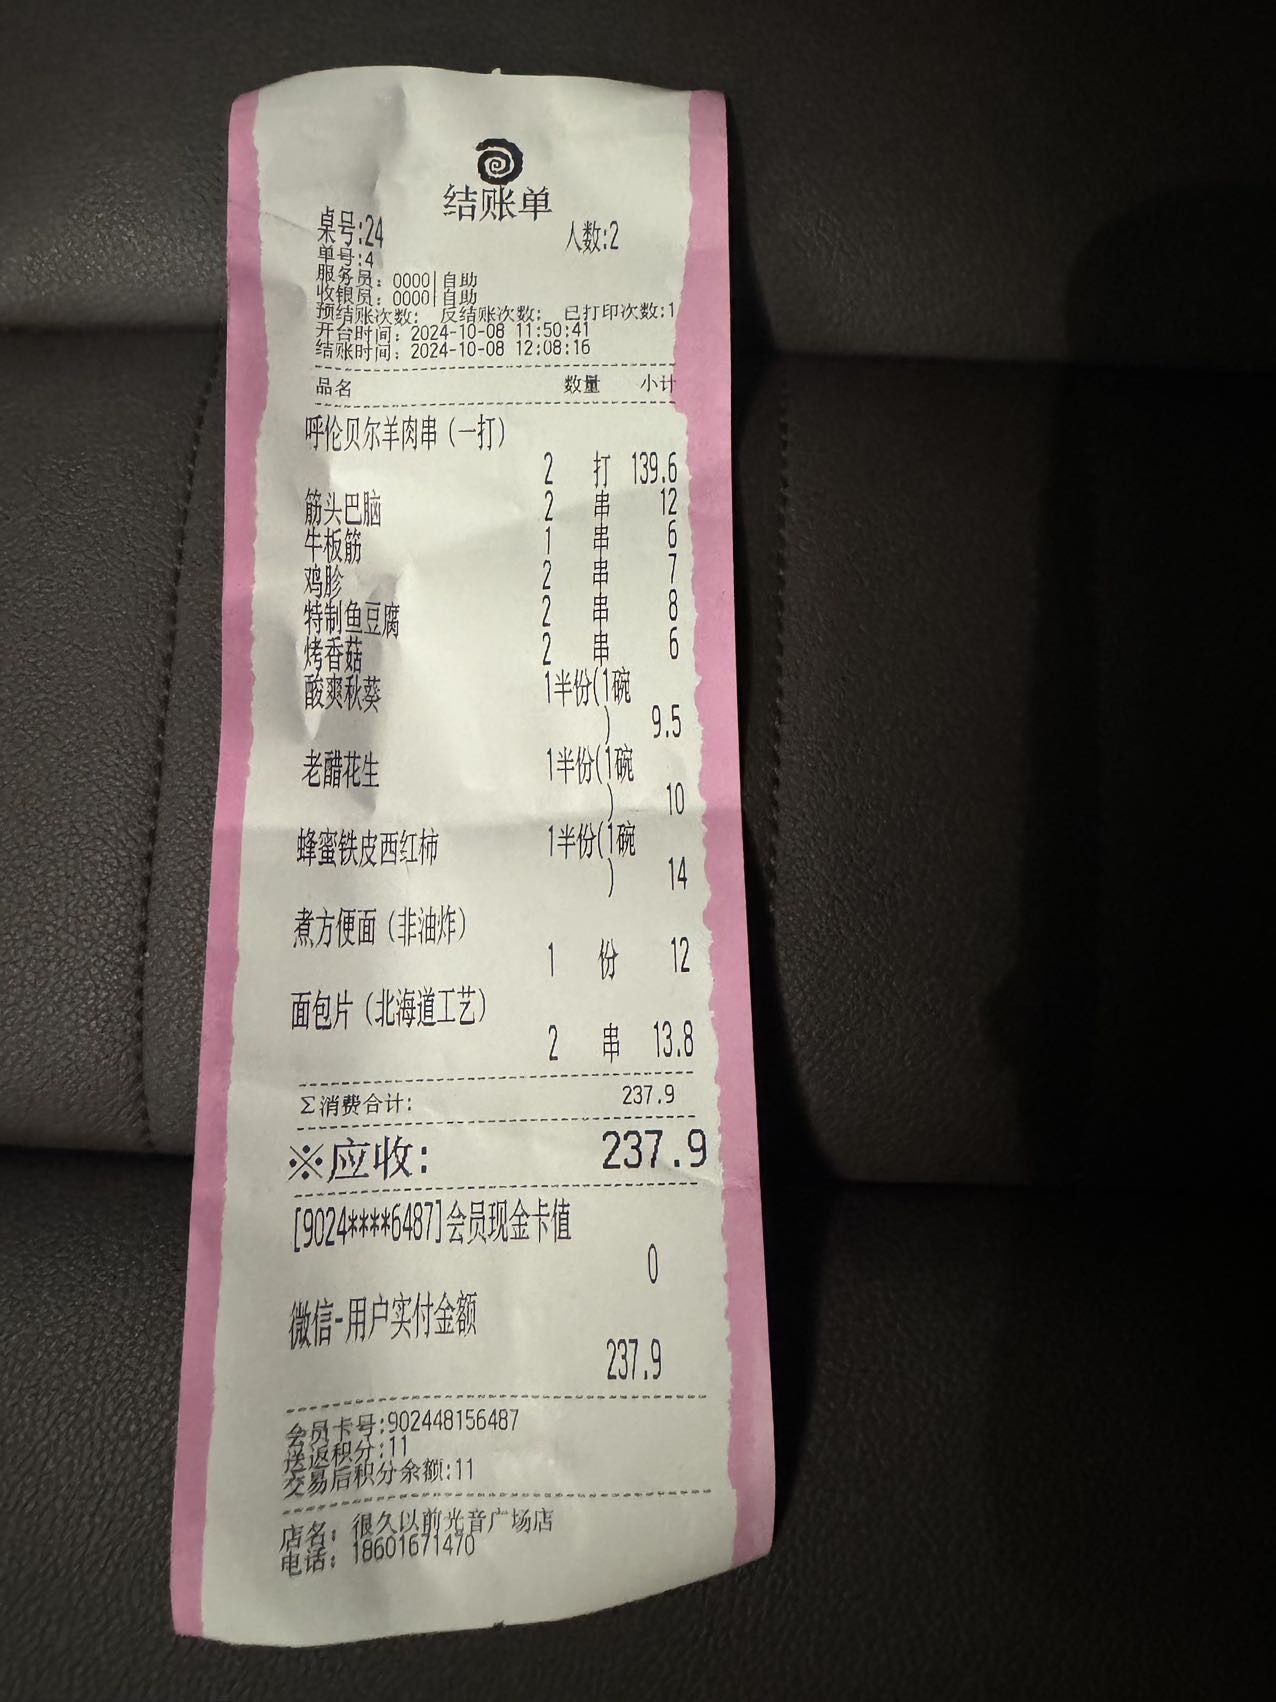 结账单
桌号:24 人数:2
单号:4
服务员: 0000|自助
收银员: 0000|自助
预结账次数: 反结账次数: 已打印次数:1
开台时间: 2024-10-08 11:50:41
结账时间: 2024-10-08 12:08:16
品名 数量 小计
呼伦贝尔羊肉串(一打)
2 打 139.6
筋头巴脑 2 串 12
牛板筋 1 串 6
鸡胗 2 串 7
特制鱼豆腐 2 串 8
烤香菇 2 串 6
酸爽秋葵 1半份(1碗
) 9.5
老醋花生 1半份(1碗
) 10
蜂蜜铁皮西红柿 1半份(1碗
) 14
煮方便面(非油炸)
1 份 12
面包片(北海道工艺)
2 串 13.8
Σ消费合计: 237.9
※应收: 237.9
[9024****6487]会员现金卡值
0
微信-用户实付金额
237.9
会员卡号:902448156487
送返积分:11
交易后积分余额:11
店名: 很久以前光音广场店
电话: 18601671470